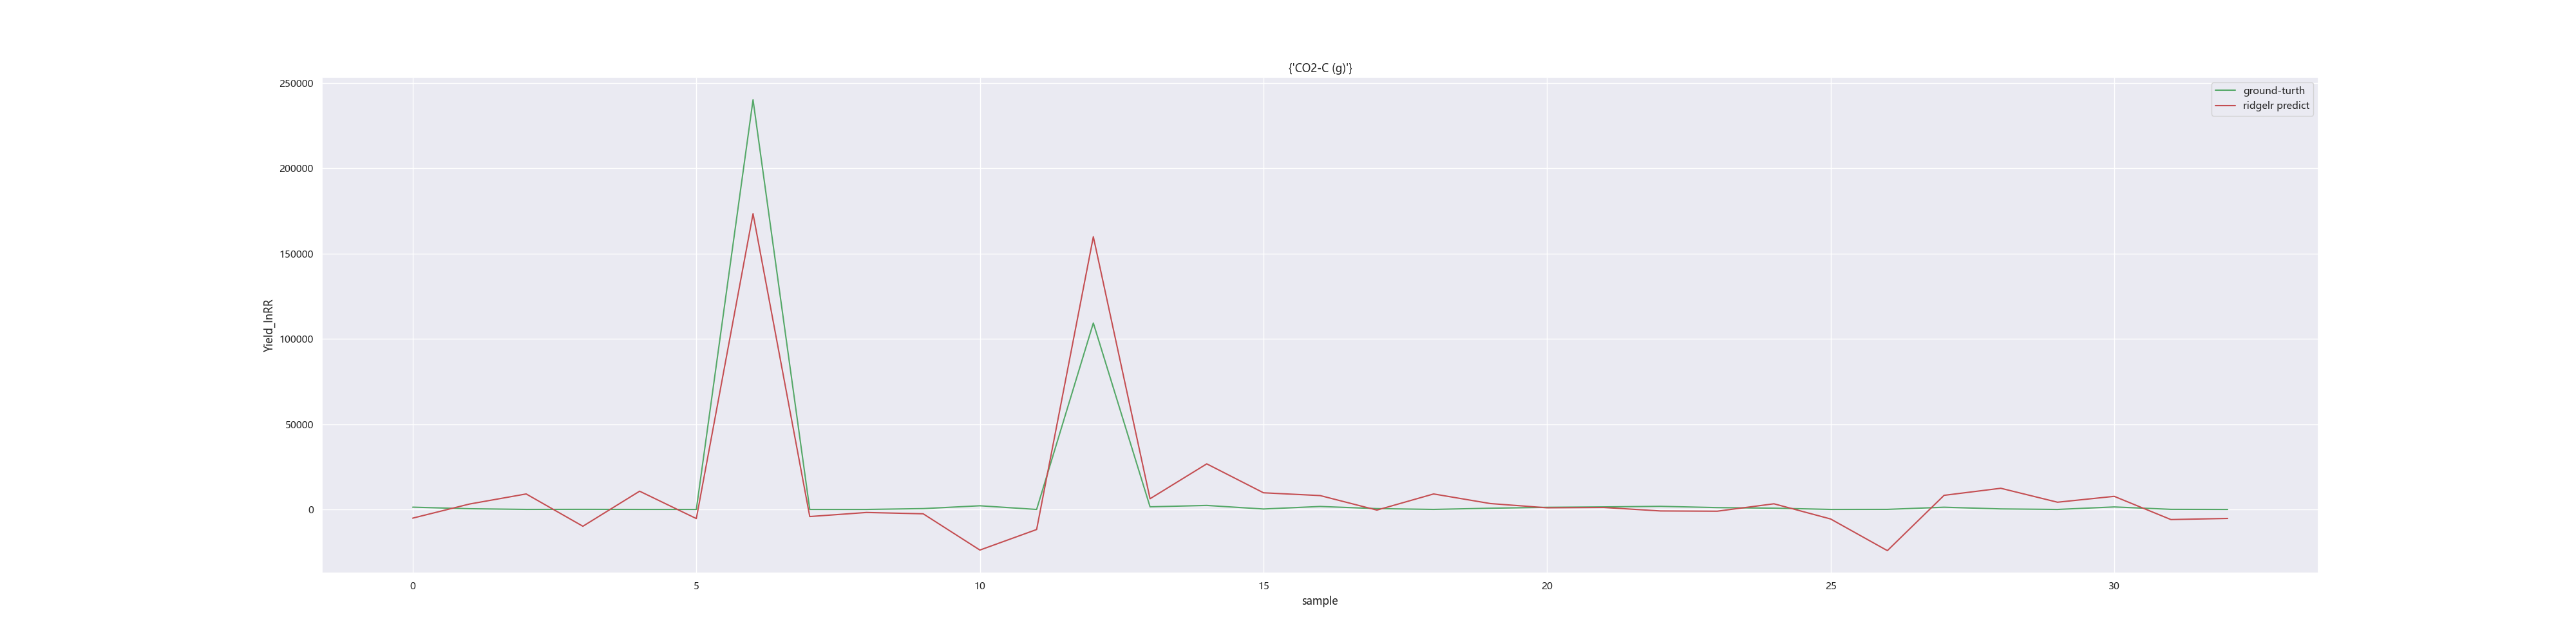 {'CO2-C (g)'}
250000
200000
150000
100000
50000
0
Yield_lnRR
0 5 10 15 20 25 30
sample
ground-turth
ridgelr predict